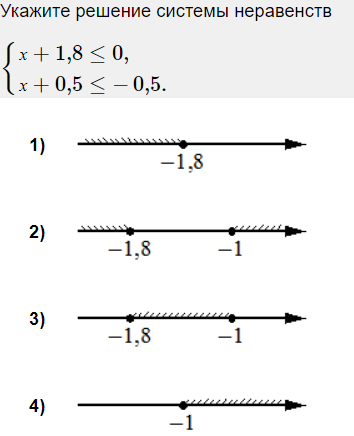 Укажите решение системы неравенств
{ x + 1,8 ≤ 0,
x + 0,5 ≤ − 0,5.
1)
−1,8
2)
−1,8 −1
3)
−1,8 −1
4)
−1